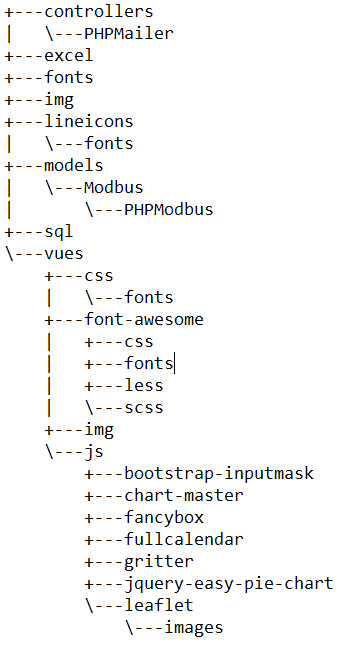 +---controllers
|   \---PHPMailer
+---excel
+---fonts
+---img
+---lineicons
|   \---fonts
+---models
|   \---Modbus
|       \---PHPModbus
+---sql
\---vues
    +---css
    |   \---fonts
    +---font-awesome
    |   +---css
    |   +---fonts
    |   +---less
    |   \---scss
    +---img
    \---js
        +---bootstrap-inputmask
        +---chart-master
        +---fancybox
        +---fullcalendar
        +---gritter
        +---jquery-easy-pie-chart
        \---leaflet
            \---images